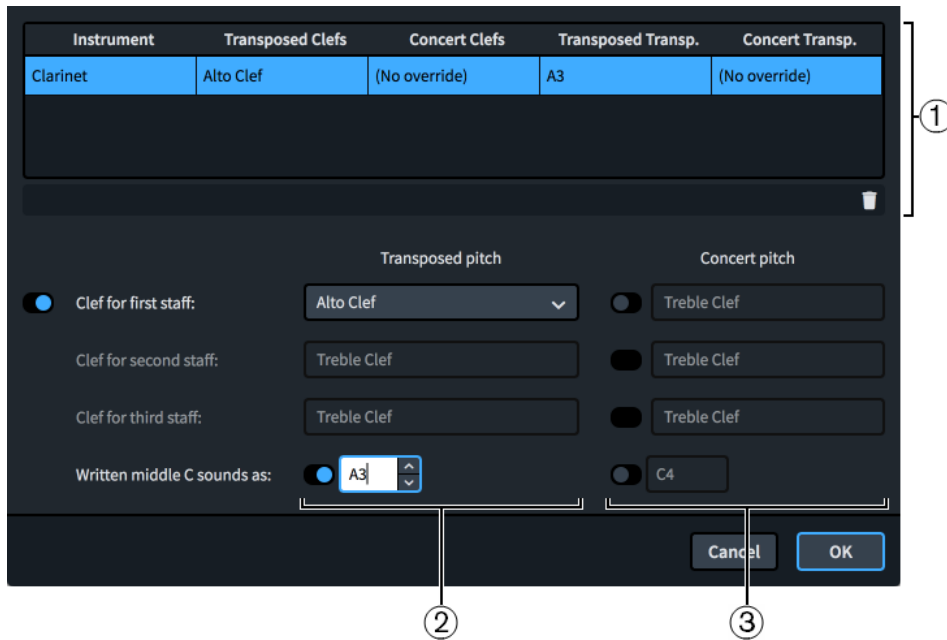 Instrument Transposed Clefs Concert Clefs Transposed Transp. Concert Transp.
Clarinet Alto Clef (No override) A3 (No override)
①
Transposed pitch Concert pitch
Clef for first staff: Alto Clef Treble Clef
Clef for second staff: Treble Clef Treble Clef
Clef for third staff: Treble Clef Treble Clef
Written middle C sounds as: A3 C4
Cancel OK
② ③